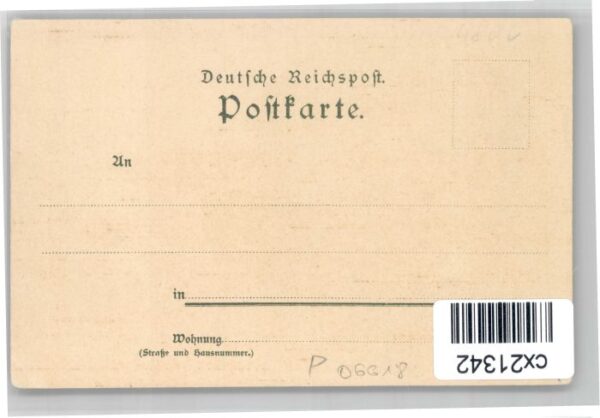 Deutsche Reichspost.
Postkarte.
An
in
Wohnung
(Straße und Hausnummer.)
P 06618
cx21342